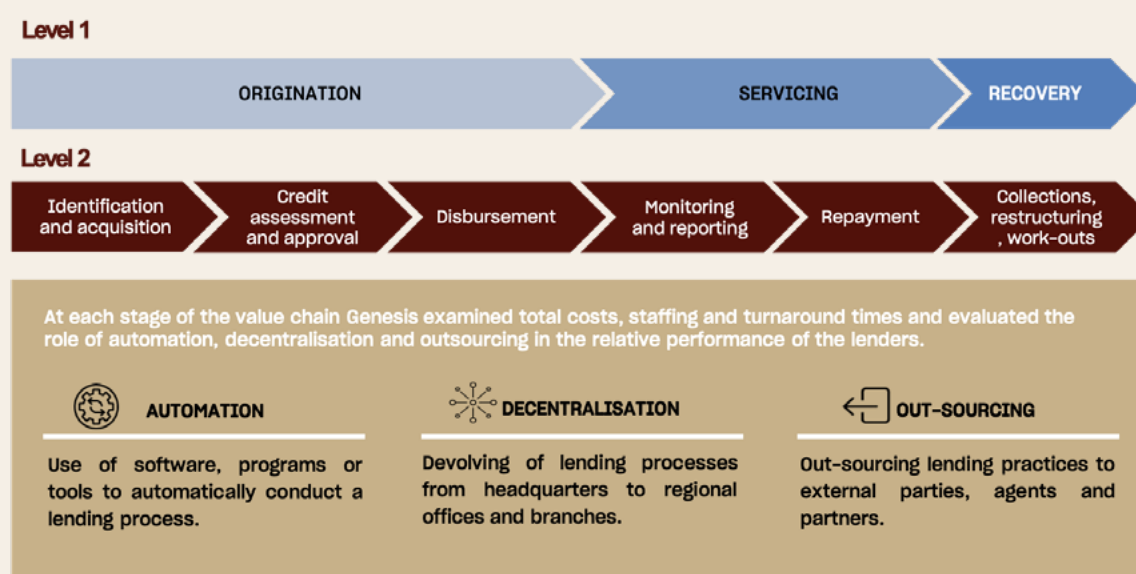 Level 1
ORIGINATION
SERVICING
RECOVERY
Level 2
Identification
and acquisition
Credit
assessment
and approval
Disbursement
Monitoring
and reporting
Repayment
Collections,
restructuring
, work-outs
At each stage of the value chain Genesis examined total costs, staffing and turnaround times and evaluated the
role of automation, decentralisation and outsourcing in the relative performance of the lenders.
AUTOMATION
Use of software, programs or
tools to automatically conduct a
lending process.
DECENTRALISATION
Devolving of lending processes
from headquarters to regional
offices and branches.
OUT-SOURCING
Out-sourcing lending practices to
external parties, agents and
partners.